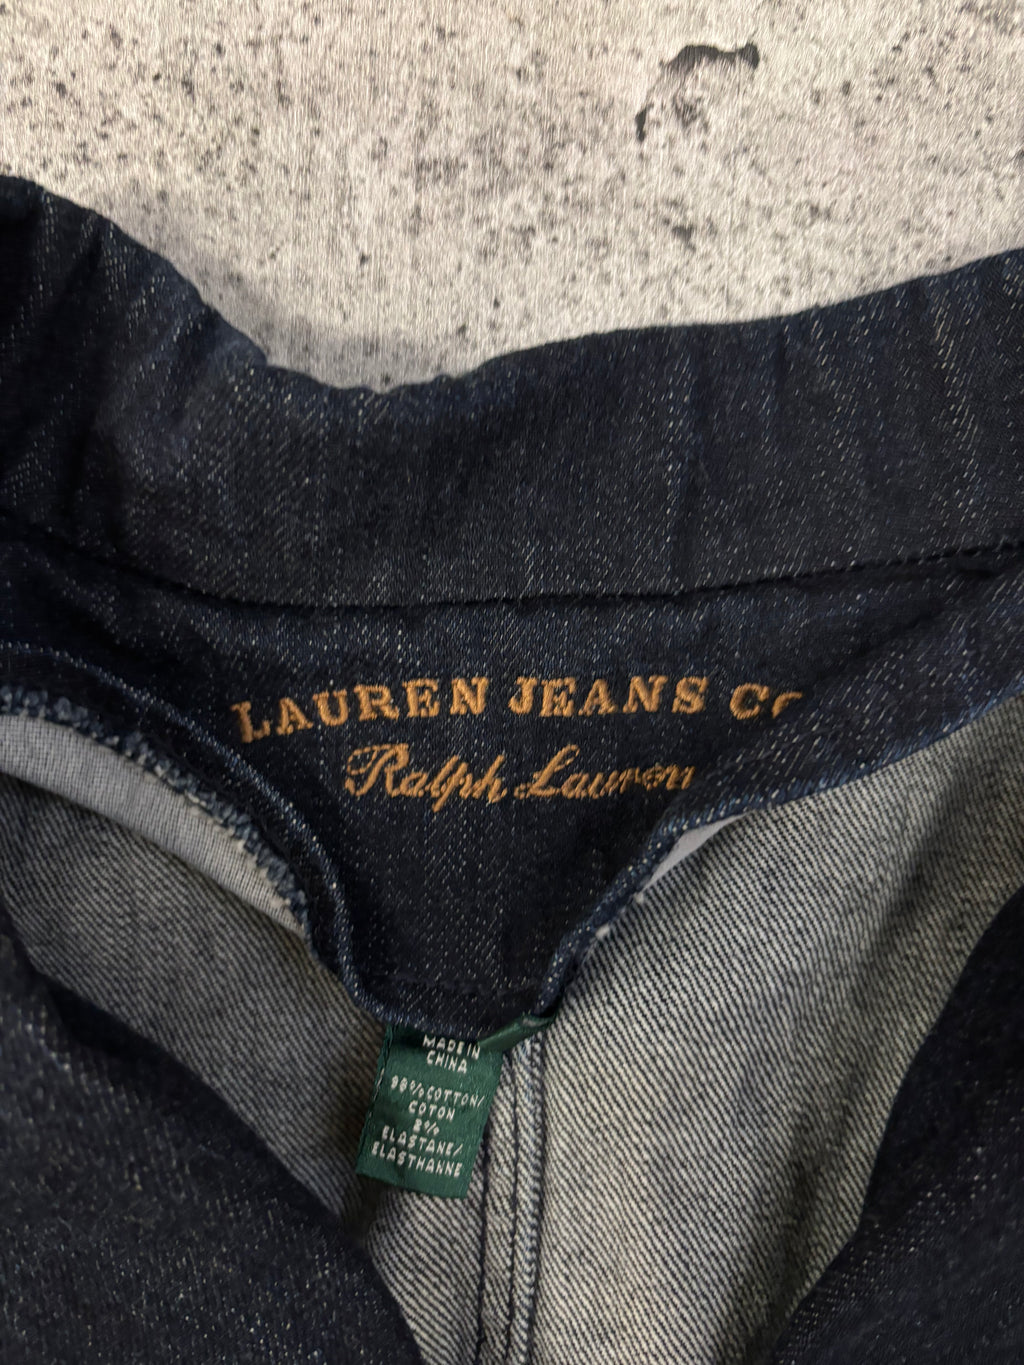 LAUREN JEANS CO
Ralph Lauren
MADE IN
CHINA
98% COTTON/
COTON
2%
ELASTANE/
ELASTHANNE